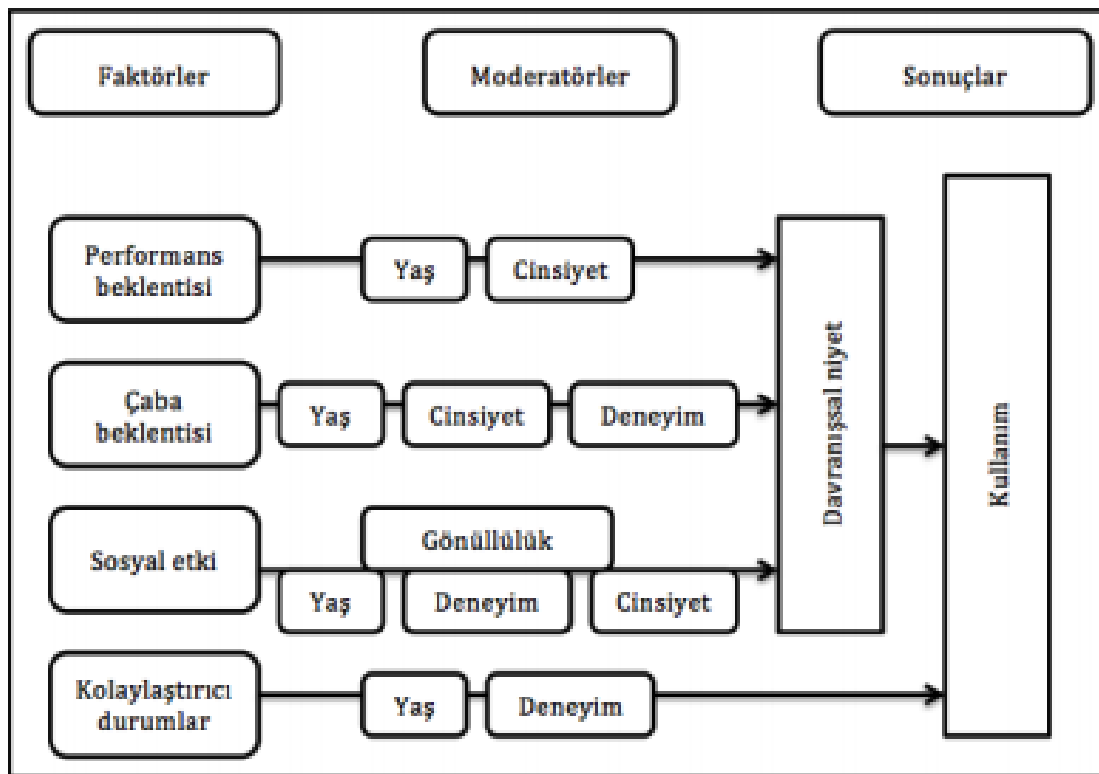 Faktörler
Moderatörler
Sonuçlar
Performans
beklentisi
Yaş
Cinsiyet
Çaba
beklentisi
Yaş
Cinsiyet
Deneyim
Sosyal etki
Gönüllülük
Yaş
Deneyim
Cinsiyet
Kolaylaştırıcı
durumlar
Yaş
Deneyim
Davranışsal niyet
Kullanım